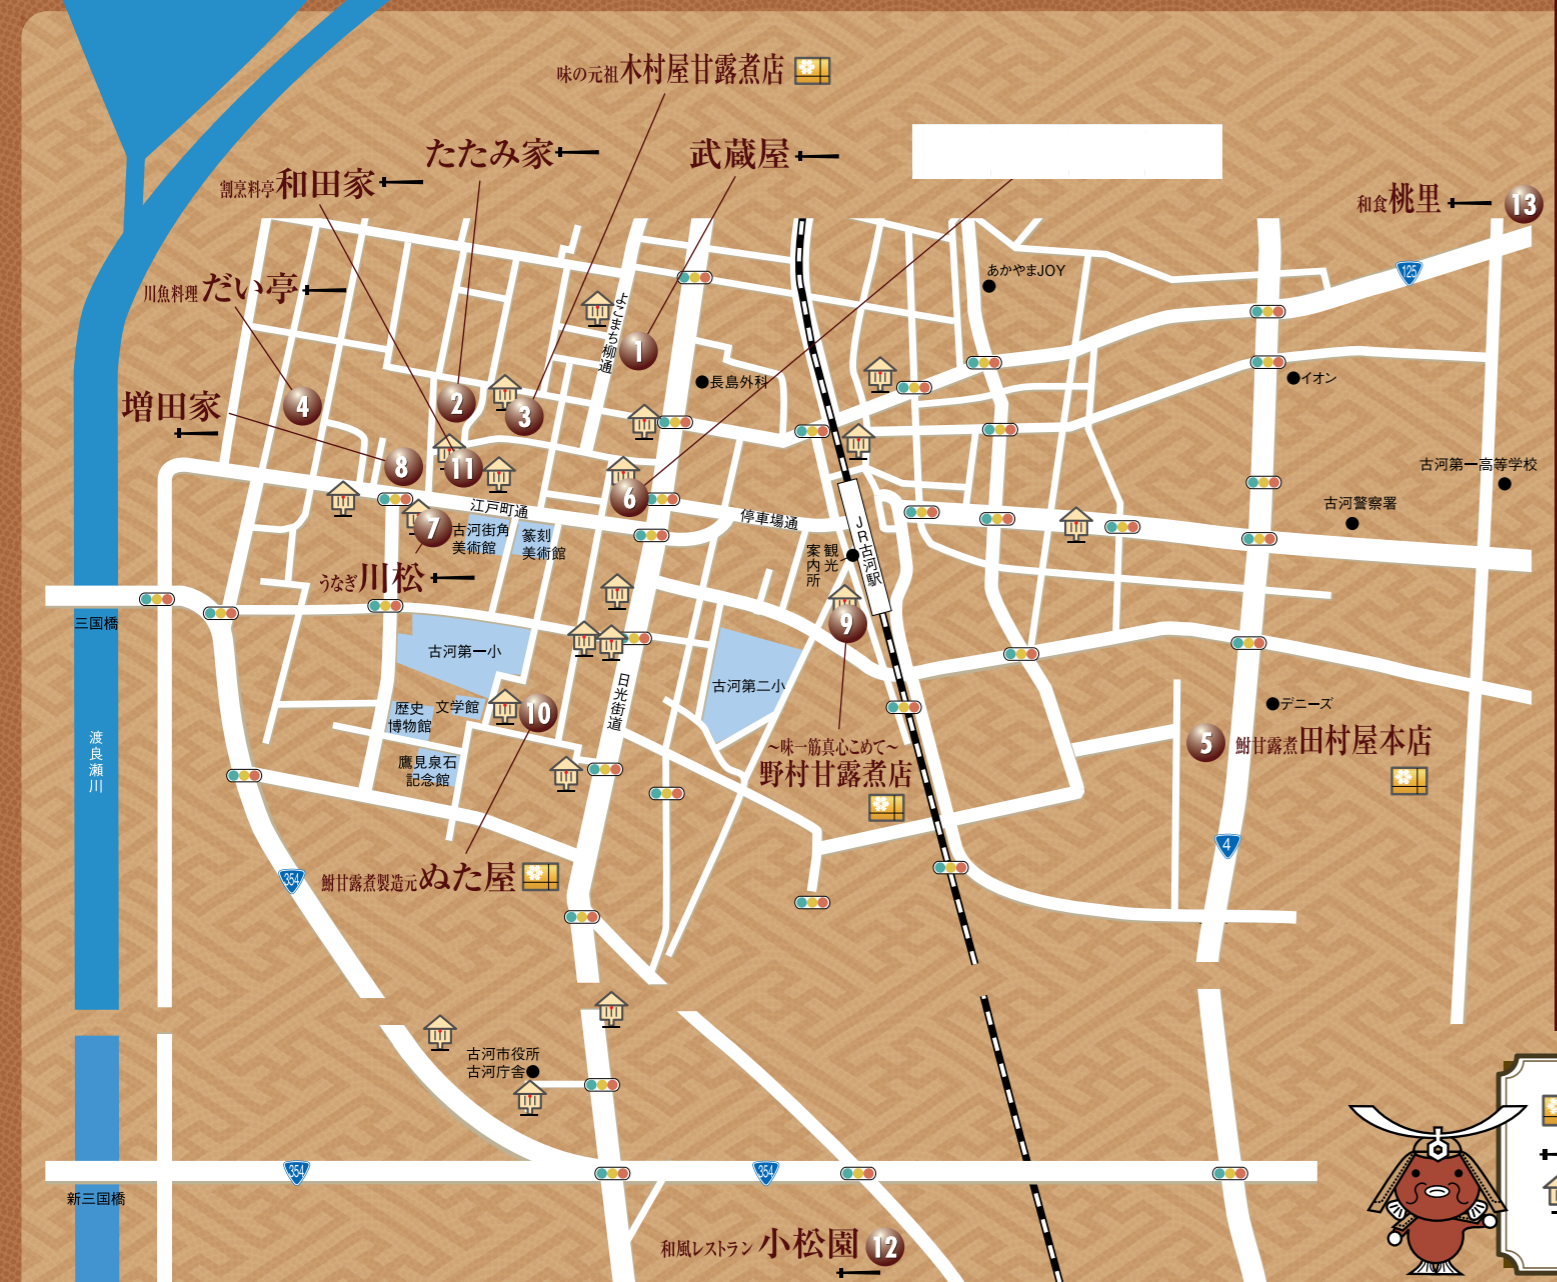 味の元祖木村屋甘露煮店
たたみ家
武蔵屋
割烹料亭和田家
和食桃里
13
125
あかやまJOY
川魚料理だい亭
よこまち柳通
1
長島外科
イオン
増田家
4
2
3
8
11
6
古河第一高等学校
江戸町通
停車場通
古河警察署
7
古河街角
美術館
篆刻
美術館
JR古河駅
観光
案内所
うなぎ川松
三国橋
9
古河第一小
古河第二小
日光街道
歴史
博物館
文学館
10
デニーズ
渡良瀬川
鷹見泉石
記念館
～味一筋真心こめて～
野村甘露煮店
5
鮒甘露煮田村屋本店
4
354
鮒甘露煮製造元ぬた屋
古河市役所
古河庁舎
354
354
新三国橋
和風レストラン小松園
12